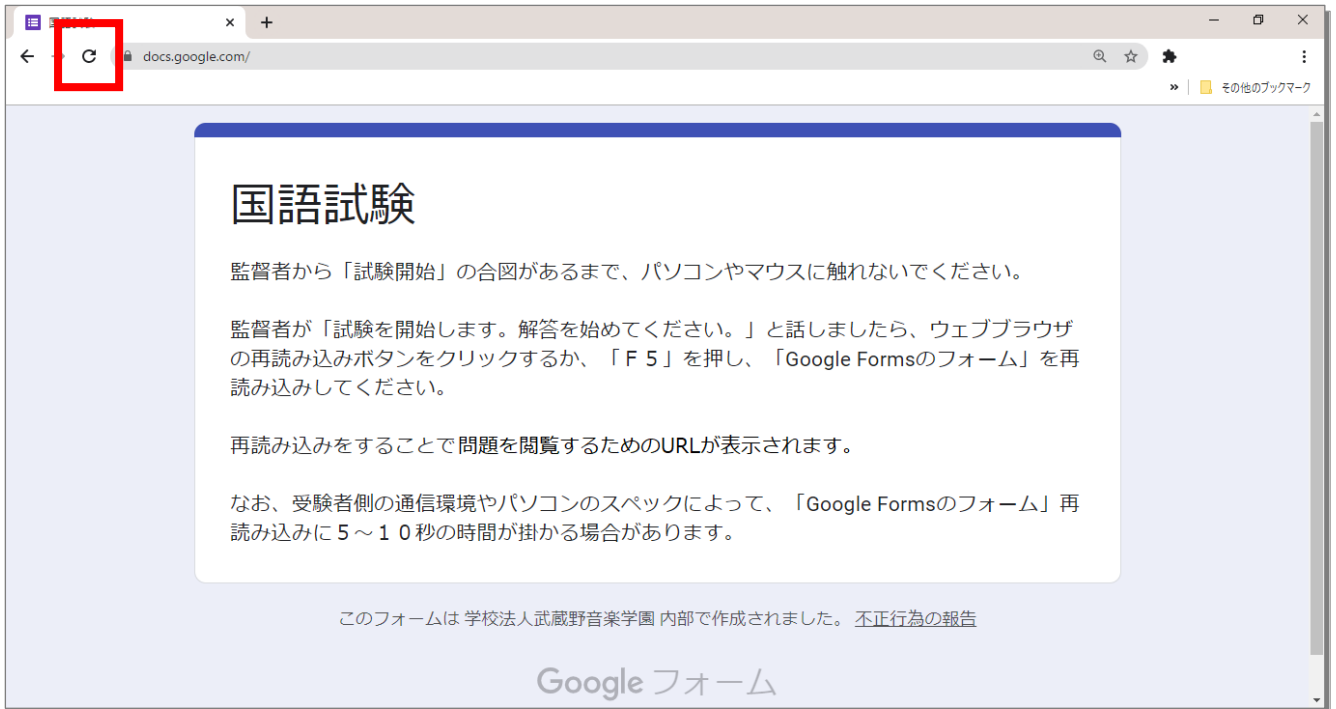 docs.google.com/
その他のブックマーク
国語試験
監督者から「試験開始」の合図があるまで、パソコンやマウスに触れないでください。
監督者が「試験を開始します。解答を始めてください。」と話しましたら、ウェブブラウザ
の再読み込みボタンをクリックするか、「Ｆ５」を押し、「Google Formsのフォーム」を再
読み込みしてください。
再読み込みをすることで問題を閲覧するためのURLが表示されます。
なお、受験者側の通信環境やパソコンのスペックによって、「Google Formsのフォーム」再
読み込みに５～１０秒の時間が掛かる場合があります。
このフォームは 学校法人武蔵野音楽学園 内部で作成されました。 不正行為の報告
Google フォーム